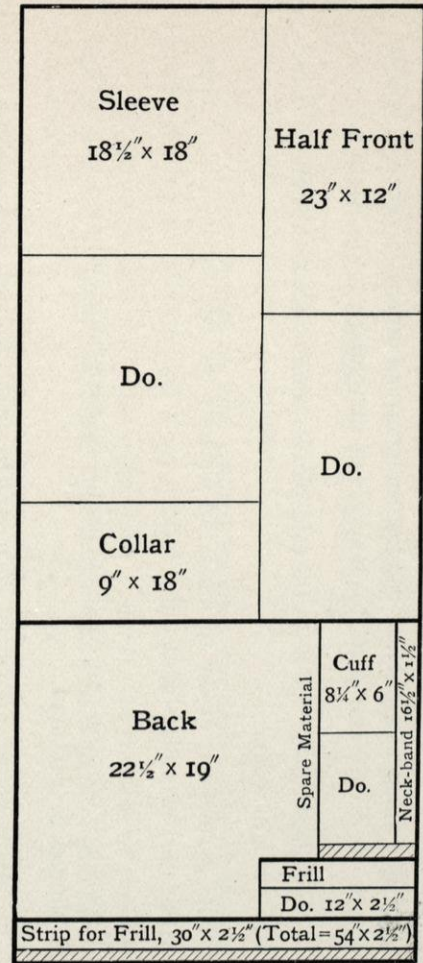 Sleeve
18½″ × 18″
Half Front
23″ × 12″
Do.
Do.
Collar
9″ × 18″
Back
22½″ × 19″
Spare Material
Cuff
8¼″ × 6″
Do.
Neck-band 16½″ × 1½″
Frill
Do. 12″ × 2½″
Strip for Frill, 30″ × 2½″ (Total = 54″ × 2½″)